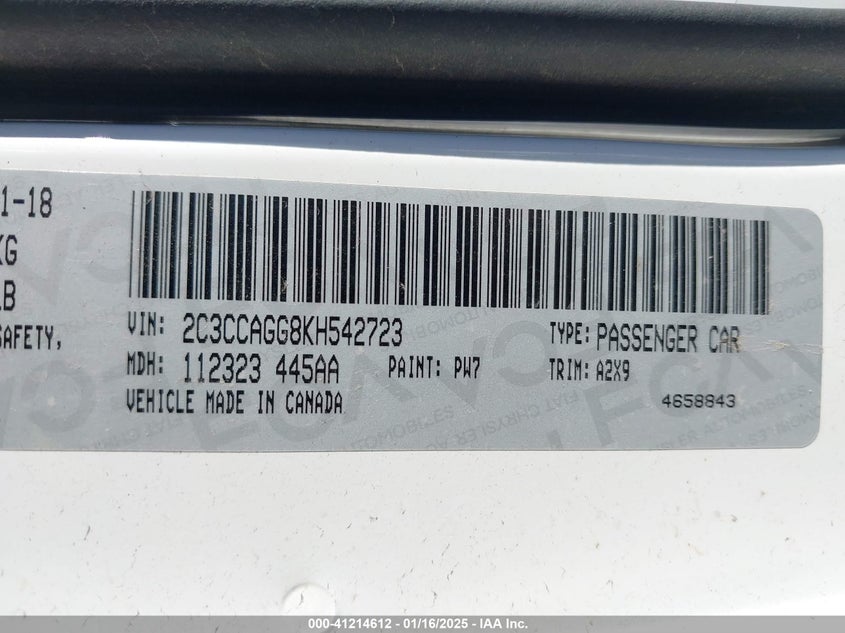 1-18
KG
LB
SAFETY,
VIN: 2C3CCAGG8KH542723 TYPE: PASSENGER CAR
MDH: 112323 445AA PAINT: PW7 TRIM: A2X9
VEHICLE MADE IN CANADA 4658843
000-41214612 - 01/16/2025 - IAA Inc.